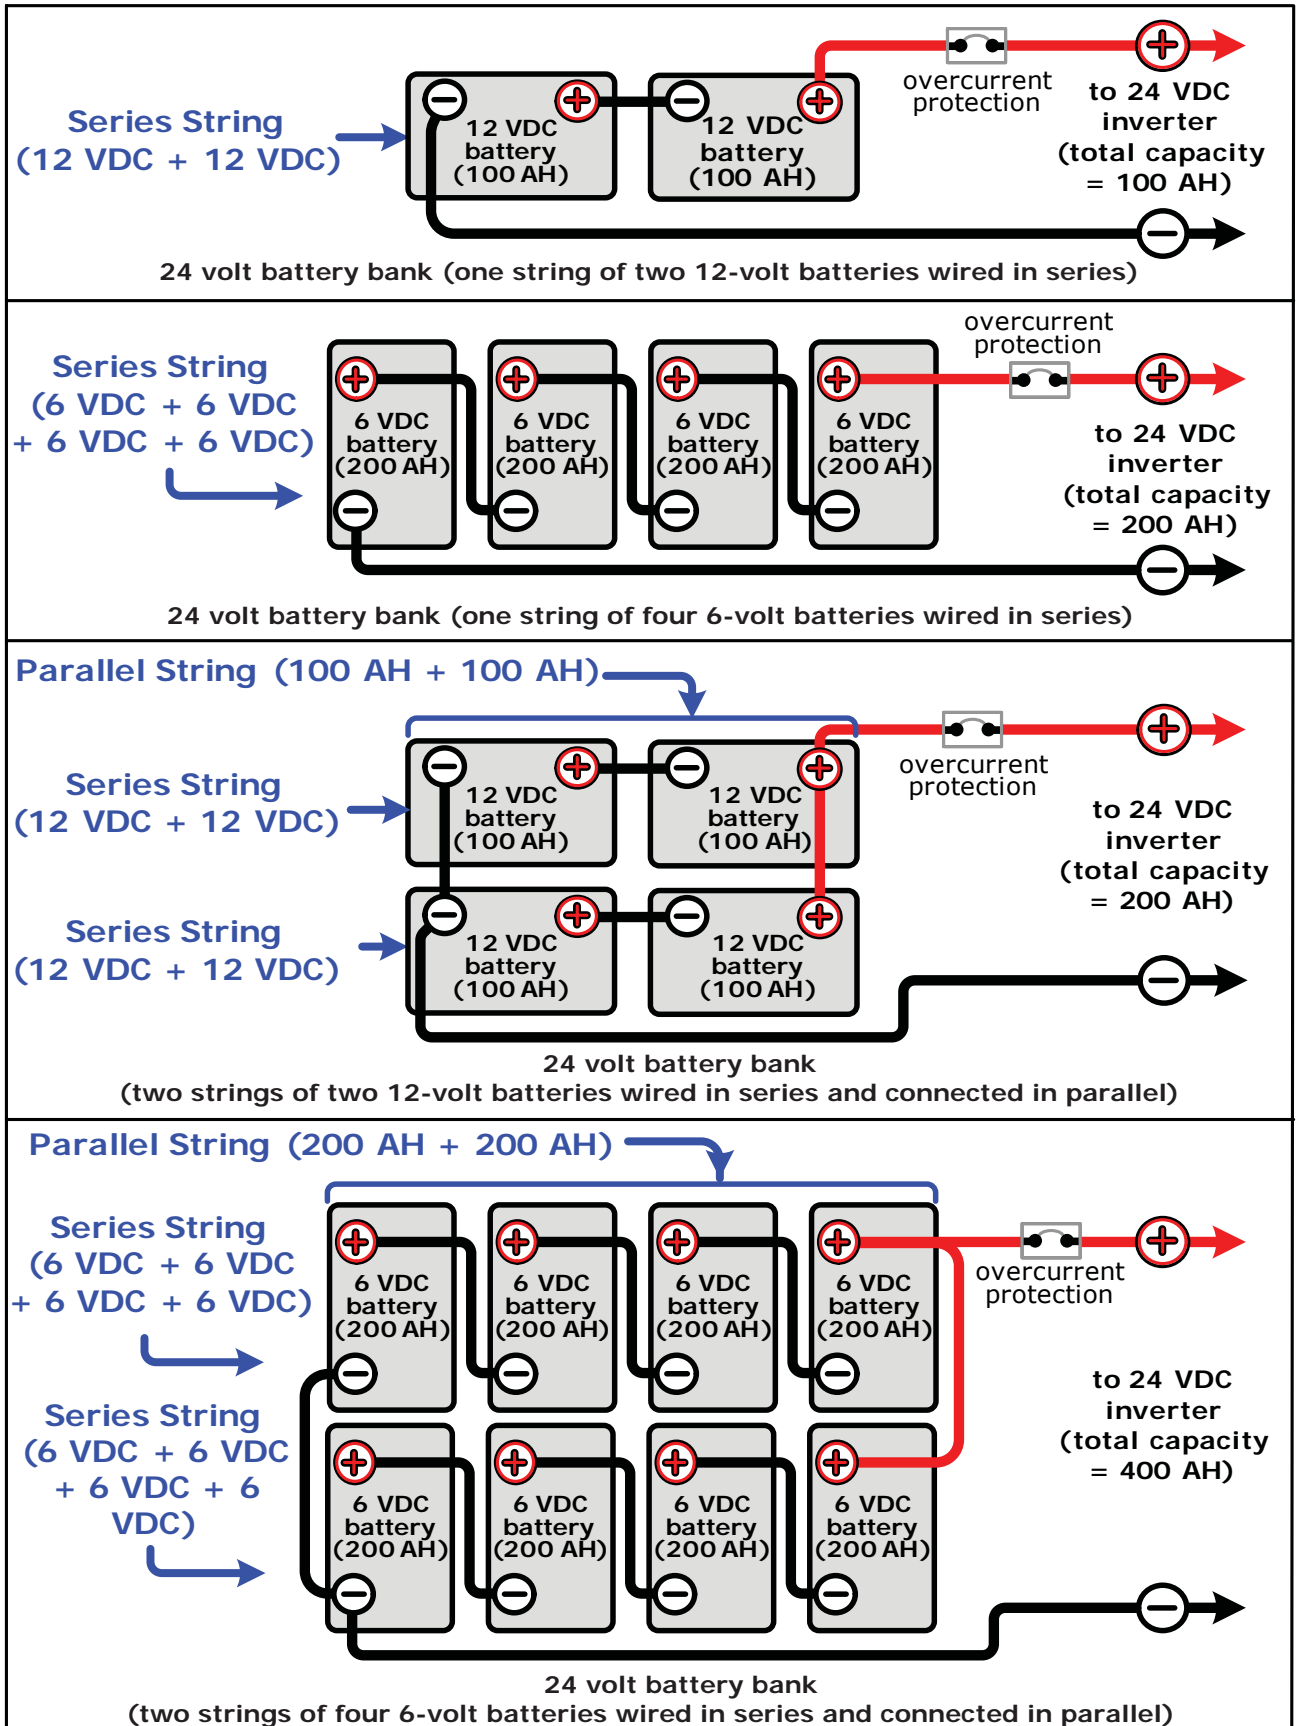 Series String
(12 VDC + 12 VDC)
12 VDC
battery
(100 AH)
12 VDC
battery
(100 AH)
overcurrent
protection
to 24 VDC
inverter
(total capacity
= 100 AH)
24 volt battery bank (one string of two 12-volt batteries wired in series)
Series String
(6 VDC + 6 VDC
+ 6 VDC + 6 VDC)
6 VDC
battery
(200 AH)
6 VDC
battery
(200 AH)
6 VDC
battery
(200 AH)
6 VDC
battery
(200 AH)
overcurrent
protection
to 24 VDC
inverter
(total capacity
= 200 AH)
24 volt battery bank (one string of four 6-volt batteries wired in series)
Parallel String (100 AH + 100 AH)
Series String
(12 VDC + 12 VDC)
12 VDC
battery
(100 AH)
12 VDC
battery
(100 AH)
overcurrent
protection
Series String
(12 VDC + 12 VDC)
12 VDC
battery
(100 AH)
12 VDC
battery
(100 AH)
to 24 VDC
inverter
(total capacity
= 200 AH)
24 volt battery bank
(two strings of two 12-volt batteries wired in series and connected in parallel)
Parallel String (200 AH + 200 AH)
Series String
(6 VDC + 6 VDC
+ 6 VDC + 6 VDC)
6 VDC
battery
(200 AH)
6 VDC
battery
(200 AH)
6 VDC
battery
(200 AH)
6 VDC
battery
(200 AH)
overcurrent
protection
Series String
(6 VDC + 6 VDC
+ 6 VDC + 6
VDC)
6 VDC
battery
(200 AH)
6 VDC
battery
(200 AH)
6 VDC
battery
(200 AH)
6 VDC
battery
(200 AH)
to 24 VDC
inverter
(total capacity
= 400 AH)
24 volt battery bank
(two strings of four 6-volt batteries wired in series and connected in parallel)